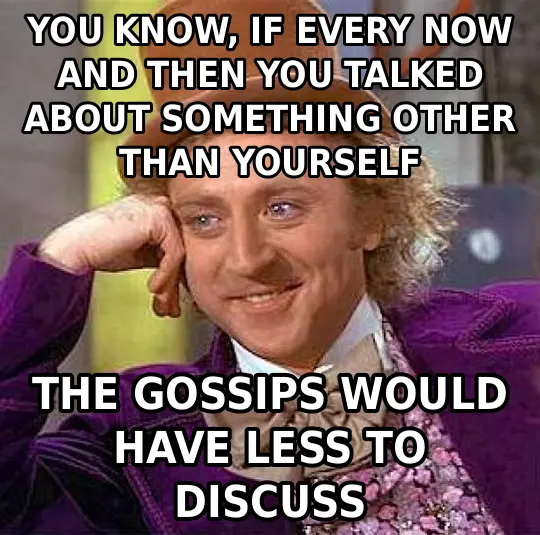 YOU KNOW, IF EVERY NOW
AND THEN YOU TALKED
ABOUT SOMETHING OTHER
THAN YOURSELF
THE GOSSIPS WOULD
HAVE LESS TO
DISCUSS